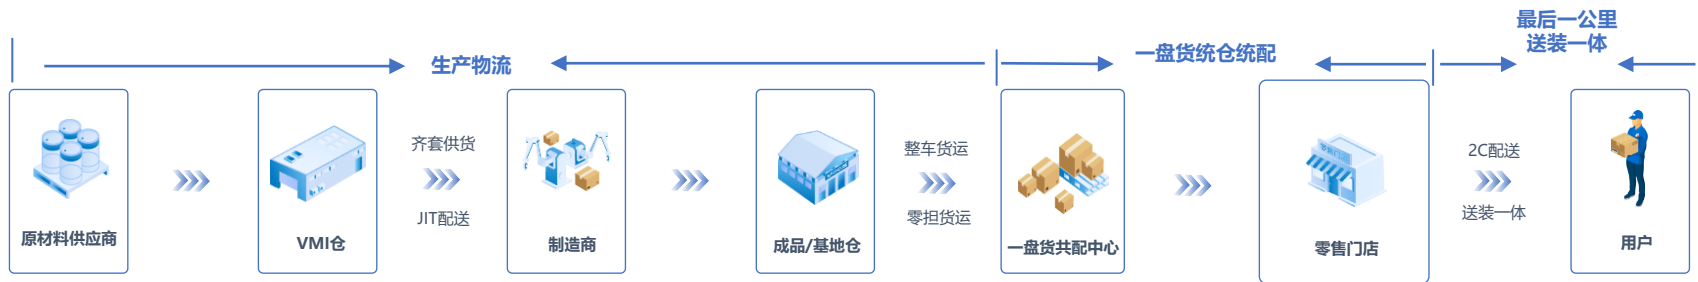 最后一公里
送装一体
生产物流
一盘货统仓统配
原材料供应商
VMI仓
齐套供货
JIT配送
制造商
成品/基地仓
整车货运
零担货运
一盘货共配中心
零售门店
零售门店
2C配送
送装一体
用户